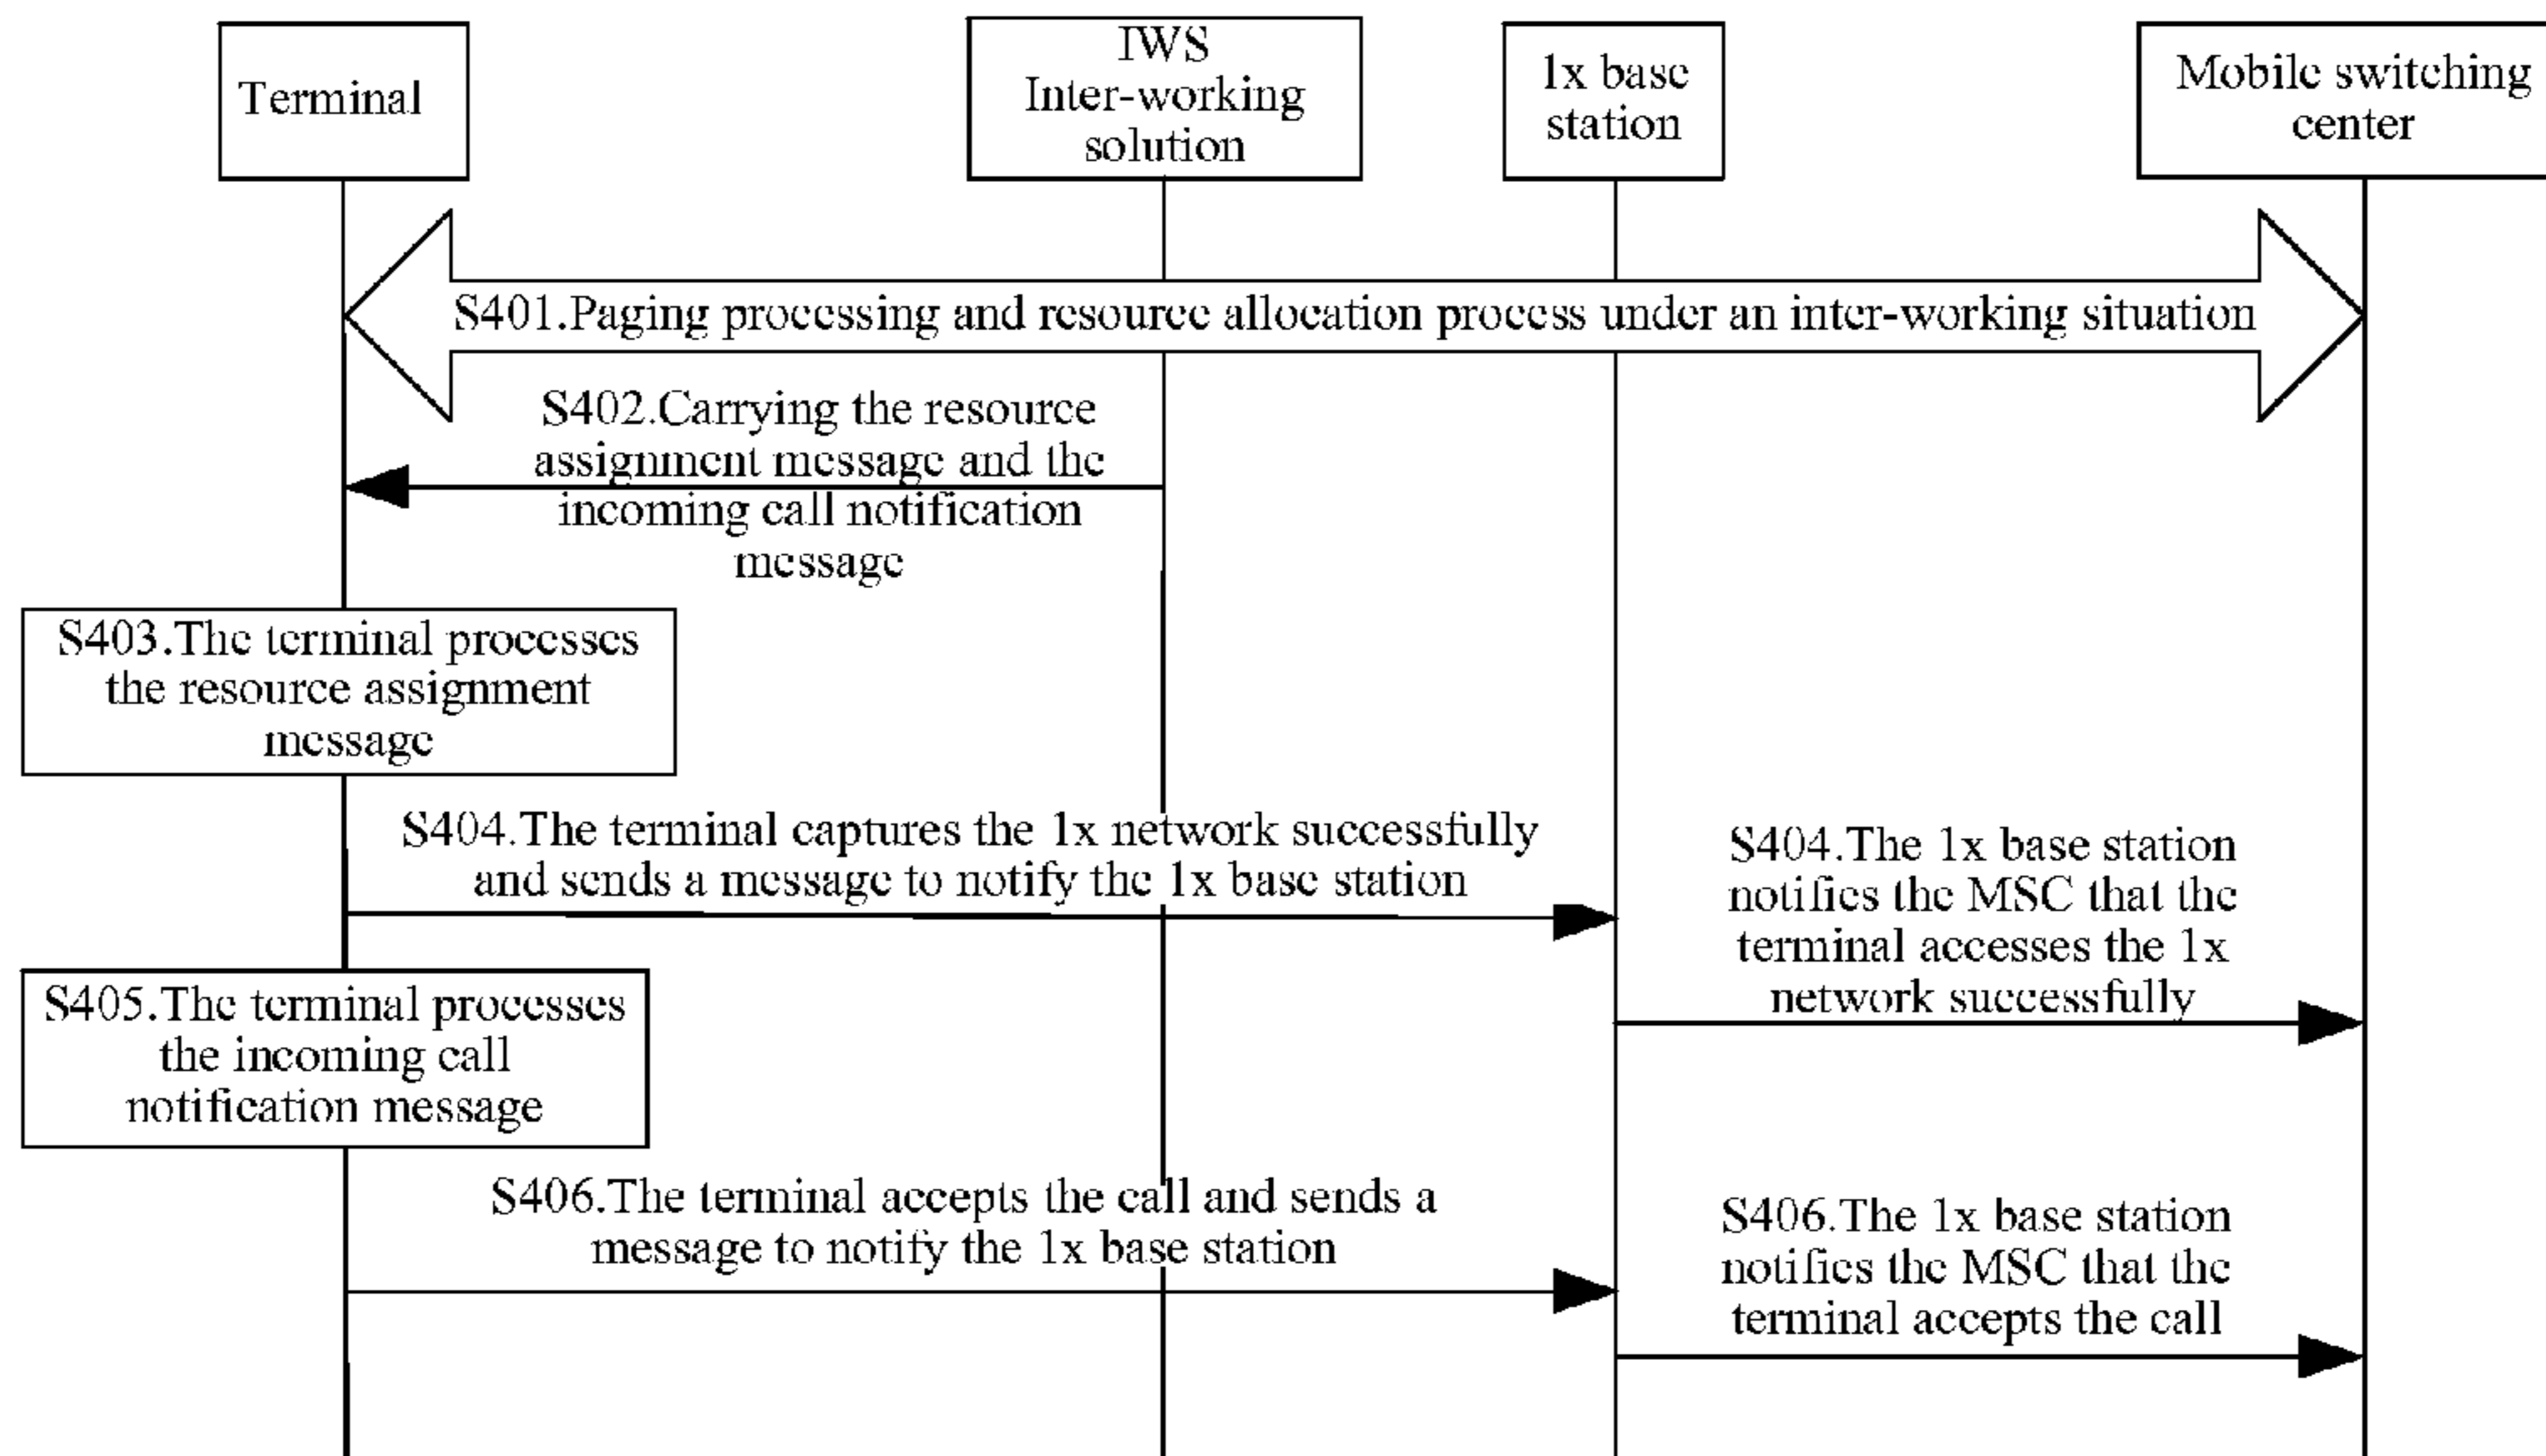 Terminal
IWS
Inter-working
solution
1x base
station
Mobile switching
center
S401.Paging processing and resource allocation process under an inter-working situation
S402.Carrying the resource
assignment message and the
incoming call notification
message
S403.The terminal processes
the resource assignment
message
S404.The terminal captures the 1x network successfully
and sends a message to notify the 1x base station
S404.The 1x base station
notifies the MSC that the
terminal accesses the 1x
network successfully
S405.The terminal processes
the incoming call
notification message
S406.The terminal accepts the call and sends a
message to notify the 1x base station
S406.The 1x base station
notifies the MSC that the
terminal accepts the call